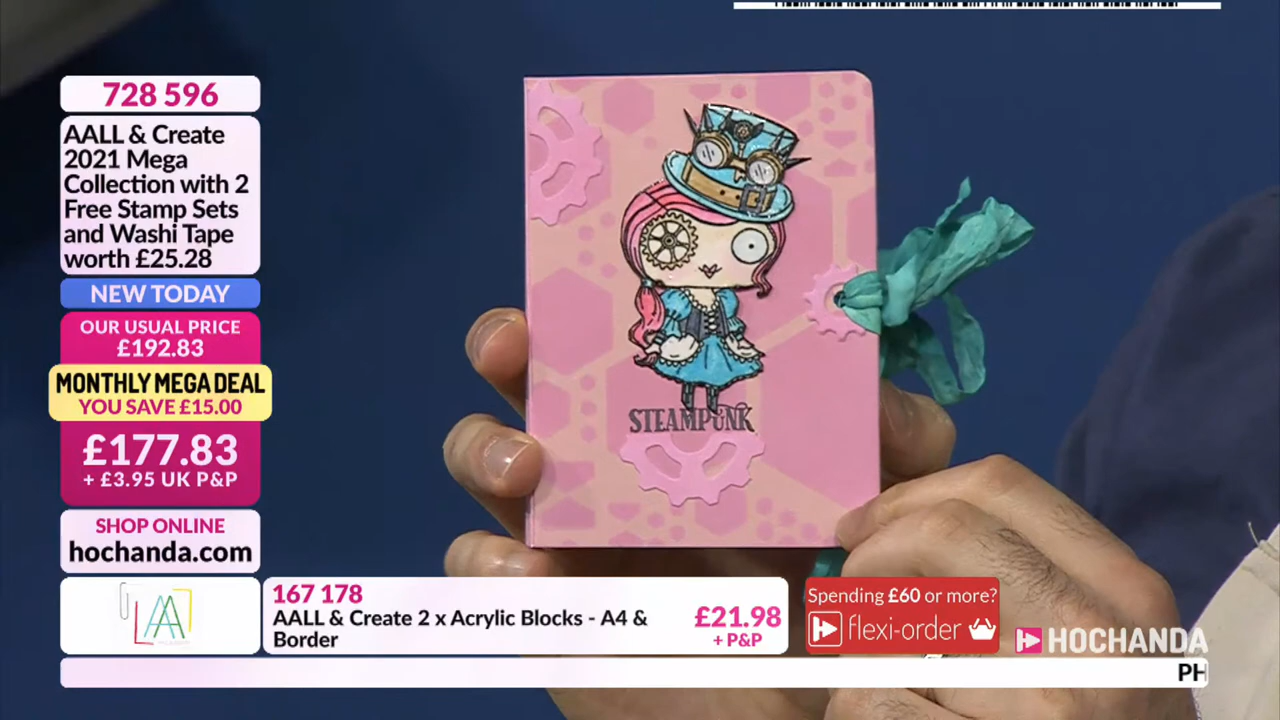 728 596
AALL & Create
2021 Mega
Collection with 2
Free Stamp Sets
and Washi Tape
worth £25.28
NEW TODAY
OUR USUAL PRICE
£192.83
MONTHLY MEGA DEAL
YOU SAVE £15.00
£177.83
+ £3.95 UK P&P
SHOP ONLINE
hochanda.com
STEAMPUNK
LAA
167 178
AALL & Create 2 x Acrylic Blocks - A4 &
Border
£21.98
+ P&P
Spending £60 or more?
flexi-order
HOCHANDA
PH